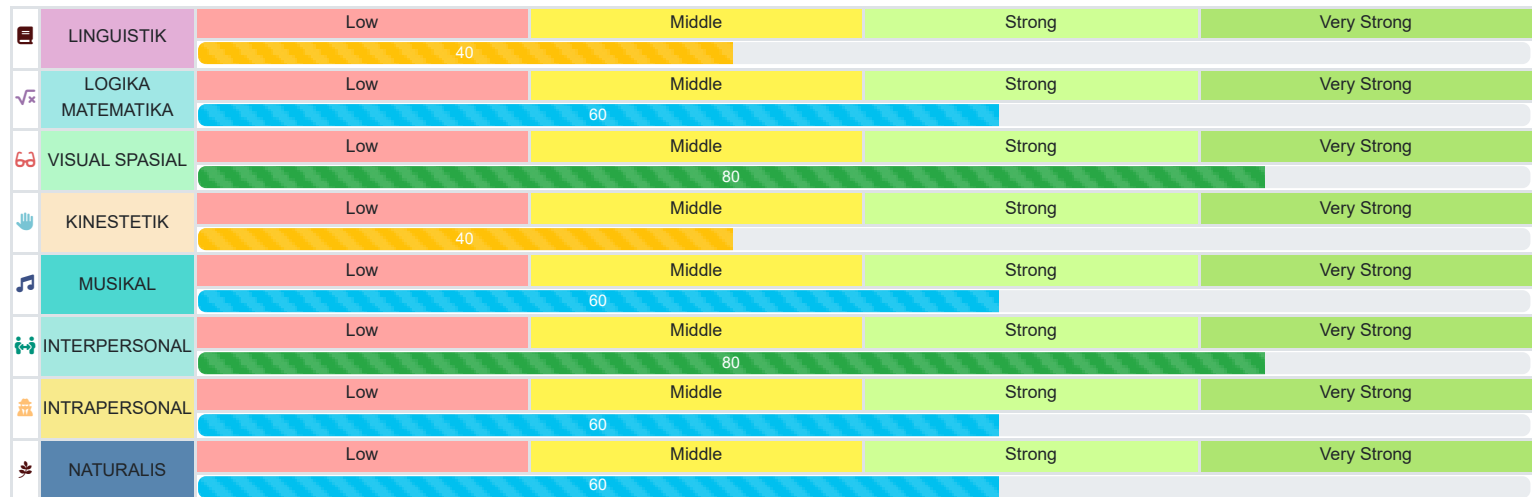 LINGUISTIK
Low Middle Strong Very Strong
40
LOGIKA
MATEMATIKA
Low Middle Strong Very Strong
60
VISUAL SPASIAL
Low Middle Strong Very Strong
80
KINESTETIK
Low Middle Strong Very Strong
40
MUSIKAL
Low Middle Strong Very Strong
60
INTERPERSONAL
Low Middle Strong Very Strong
80
INTRAPERSONAL
Low Middle Strong Very Strong
60
NATURALIS
Low Middle Strong Very Strong
60